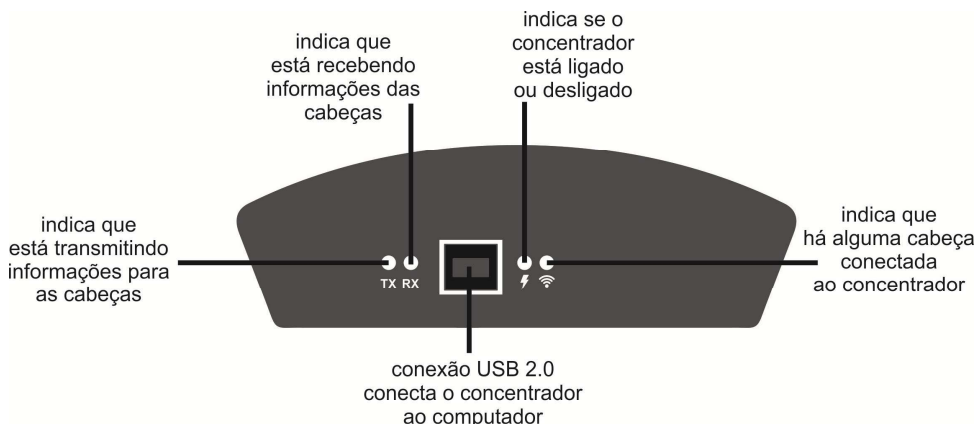 indica que
está recebendo
informações das
cabeças
indica se o
concentrador
está ligado
ou desligado
indica que
está transmitindo
informações para
as cabeças
TX RX
indica que
há alguma cabeça
conectada
ao concentrador
conexão USB 2.0
conecta o concentrador
ao computador